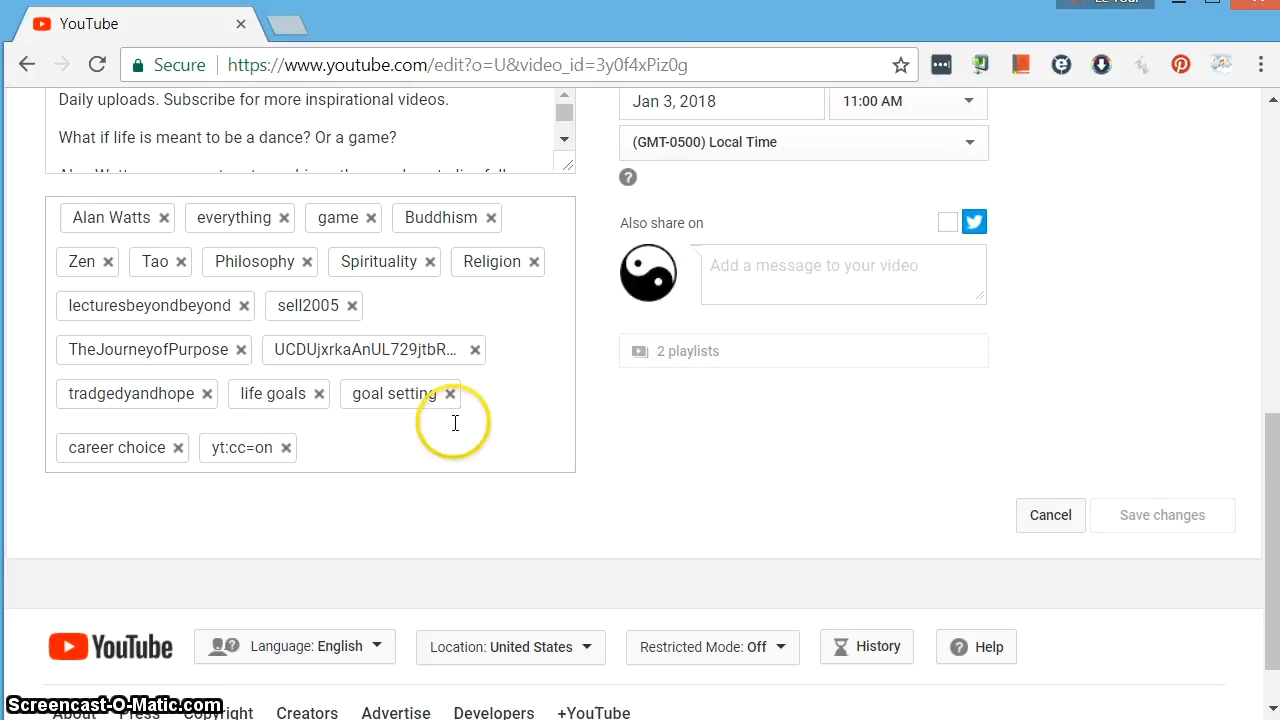 YouTube
Secure https://www.youtube.com/edit?o=U&video_id=3y0f4xPiz0g
Daily uploads. Subscribe for more inspirational videos.
What if life is meant to be a dance? Or a game?
Jan 3, 2018 11:00 AM
(GMT-0500) Local Time
?
Alan Watts × everything × game × Buddhism ×
Zen × Tao × Philosophy × Spirituality × Religion ×
lecturesbeyondbeyond × sell2005 ×
TheJourneyofPurpose × UCDUjxrkaAnUL729jtbR... ×
tradgedyandhope × life goals × goal setting ×
career choice × yt:cc=on ×
Also share on
Add a message to your video
2 playlists
Cancel Save changes
YouTube Language: English Location: United States Restricted Mode: Off History Help
About Press Copyright Creators Advertise Developers +YouTube
Screencast-O-Matic.com